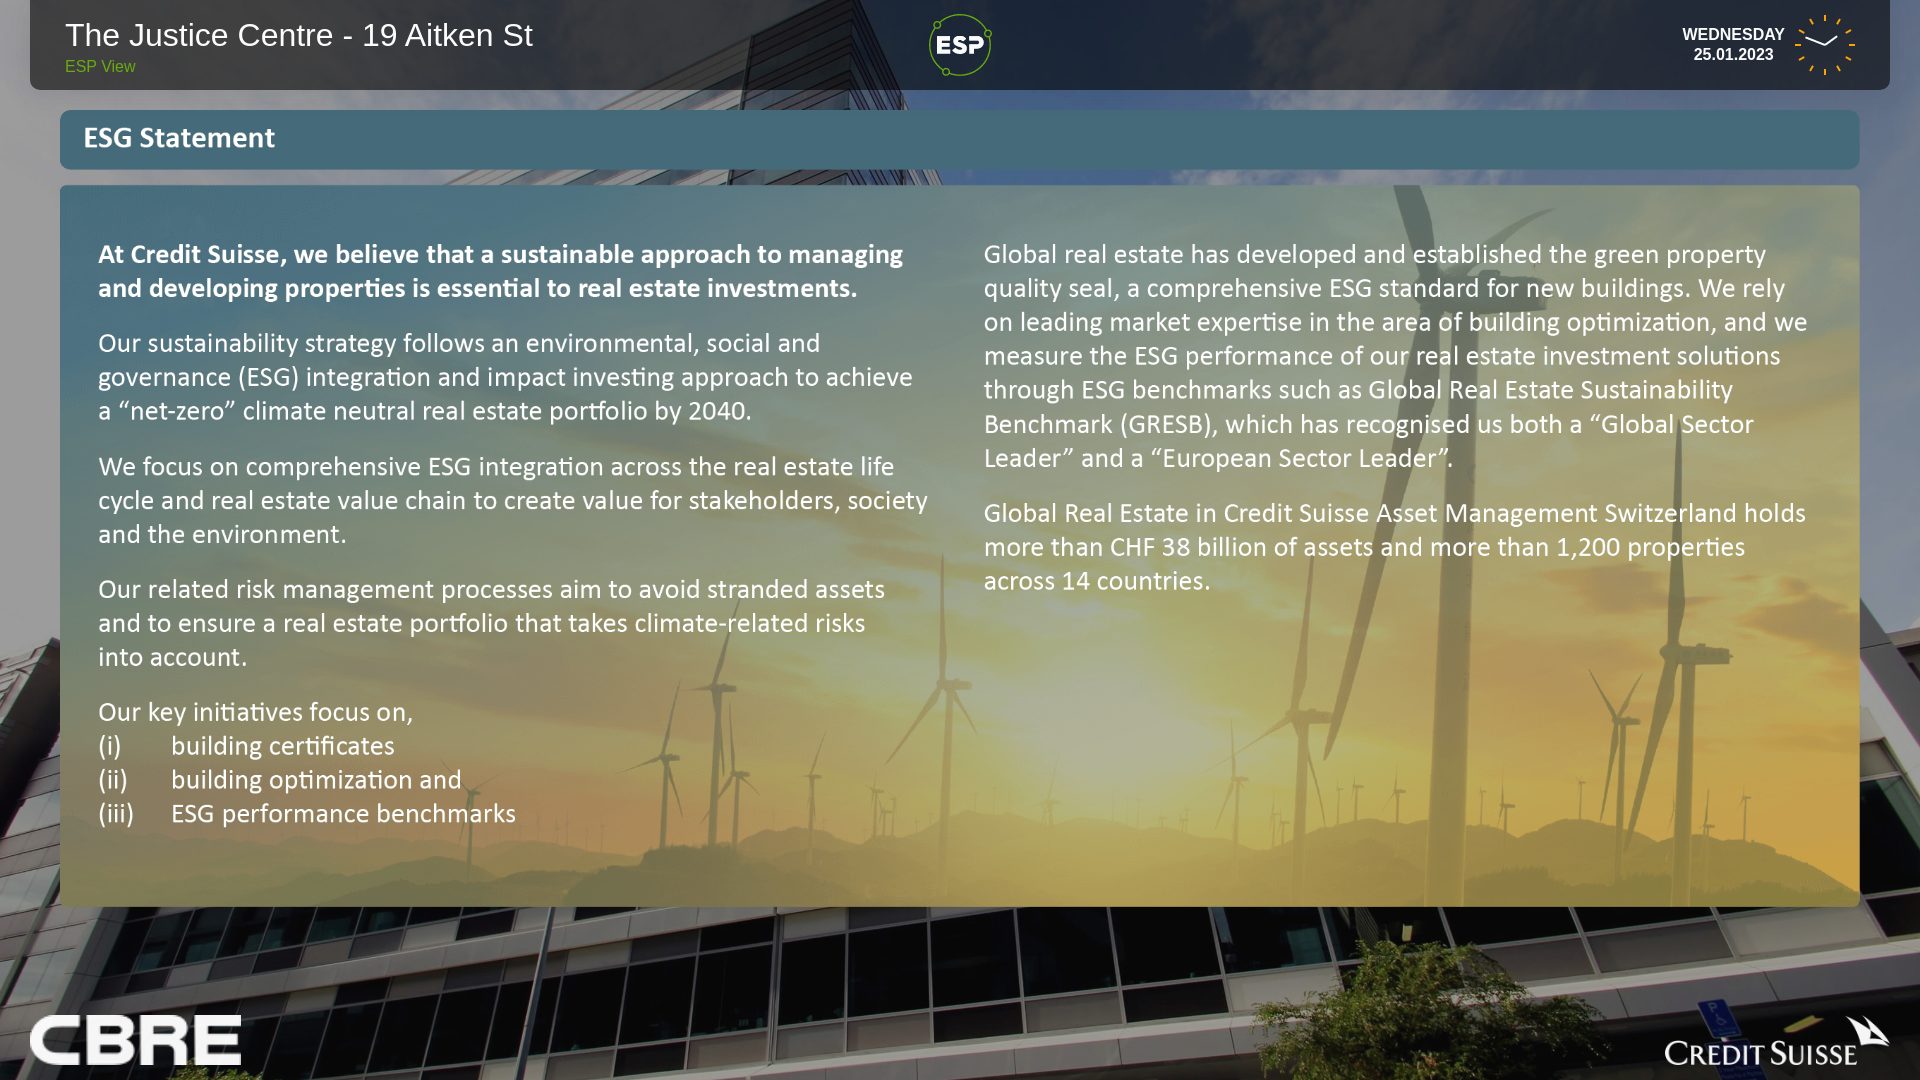 The Justice Centre - 19 Aitken St
ESP View
ESP
WEDNESDAY
25.01.2023
ESG Statement
At Credit Suisse, we believe that a sustainable approach to managing
and developing properties is essential to real estate investments.
Our sustainability strategy follows an environmental, social and
governance (ESG) integration and impact investing approach to achieve
a “net-zero” climate neutral real estate portfolio by 2040.
We focus on comprehensive ESG integration across the real estate life
cycle and real estate value chain to create value for stakeholders, society
and the environment.
Our related risk management processes aim to avoid stranded assets
and to ensure a real estate portfolio that takes climate-related risks
into account.
Our key initiatives focus on,
(i) building certificates
(ii) building optimization and
(iii) ESG performance benchmarks
Global real estate has developed and established the green property
quality seal, a comprehensive ESG standard for new buildings. We rely
on leading market expertise in the area of building optimization, and we
measure the ESG performance of our real estate investment solutions
through ESG benchmarks such as Global Real Estate Sustainability
Benchmark (GRESB), which has recognised us both a “Global Sector
Leader” and a “European Sector Leader”.
Global Real Estate in Credit Suisse Asset Management Switzerland holds
more than CHF 38 billion of assets and more than 1,200 properties
across 14 countries.
CBRE
P
CREDIT SUISSE